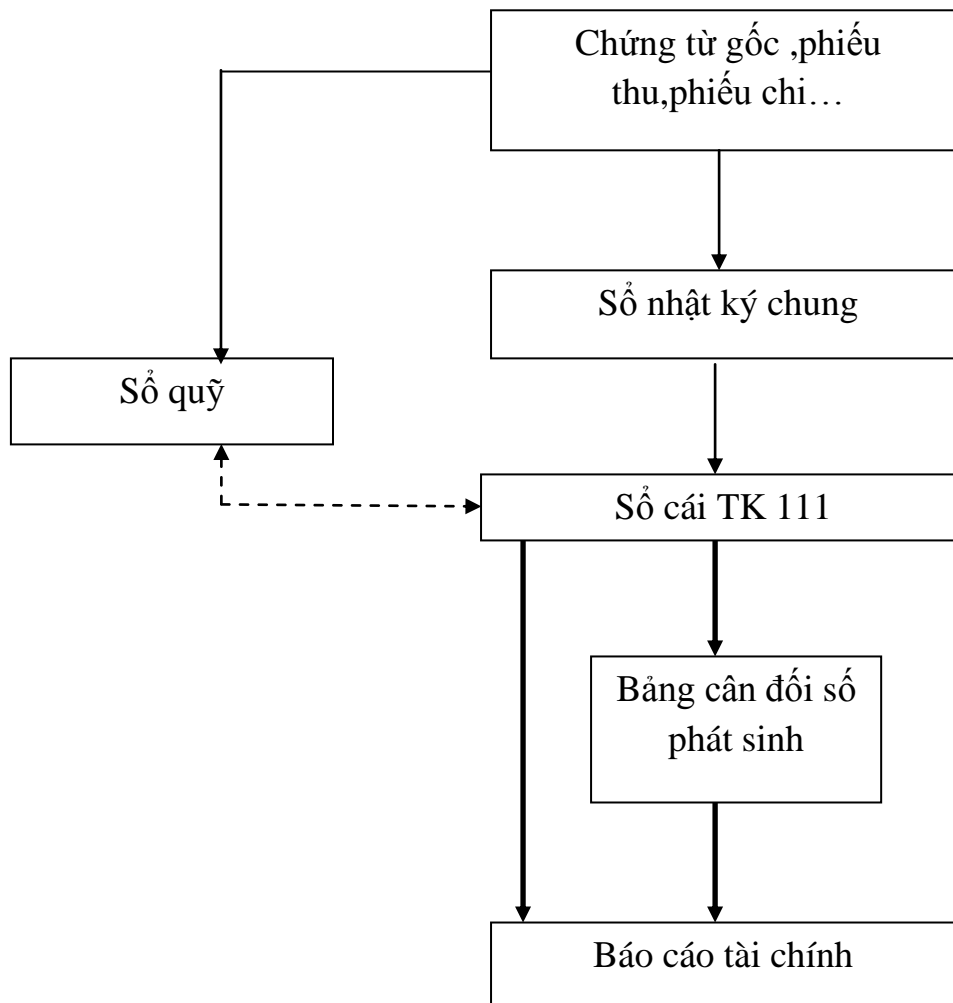 Chứng từ gốc ,phiếu
thu,phiếu chi…
Sổ nhật ký chung
Sổ quỹ
Sổ cái TK 111
Bảng cân đối số
phát sinh
Báo cáo tài chính